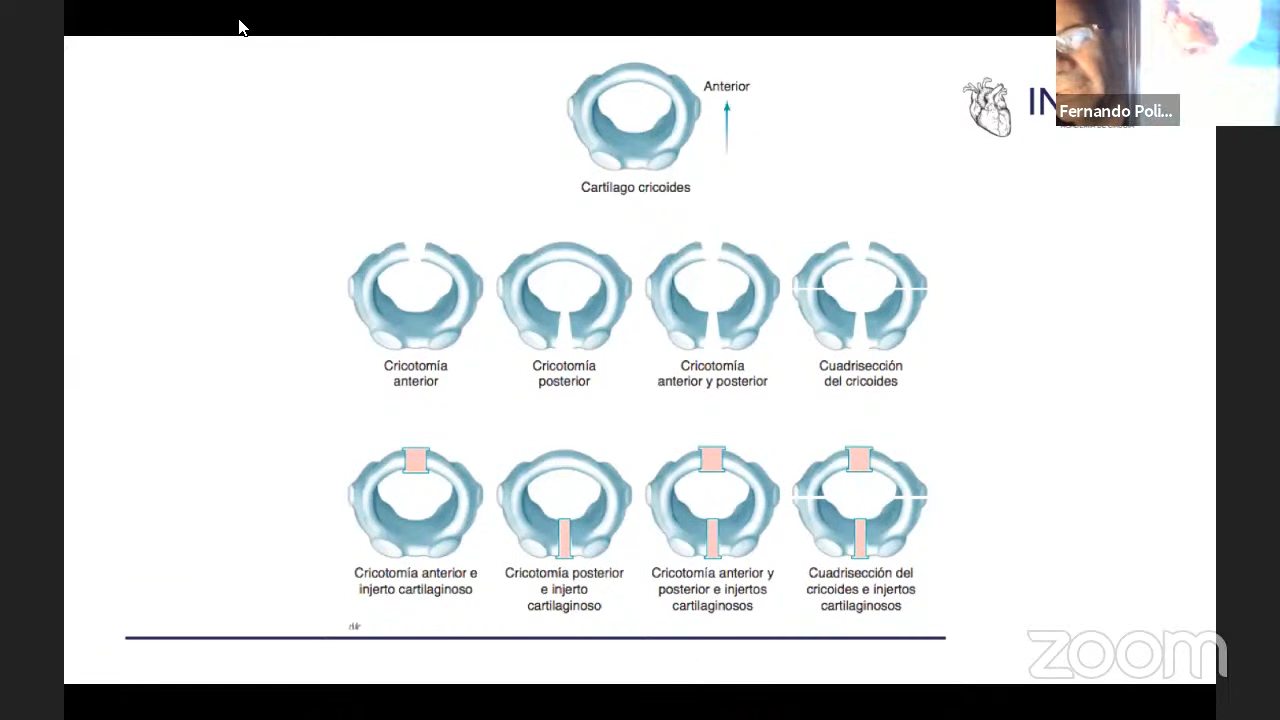 Anterior
IN
Fernando Poli...
Cartílago cricoides
Cricotomía
anterior
Cricotomía
posterior
Cricotomía
anterior y posterior
Cuadrisección
del cricoides
Cricotomía anterior e
injerto cartilaginoso
Cricotomía posterior
e injerto
cartilaginoso
Cricotomía anterior y
posterior e injertos
cartilaginosos
Cuadrisección del
cricoides e injertos
cartilaginosos
zoom